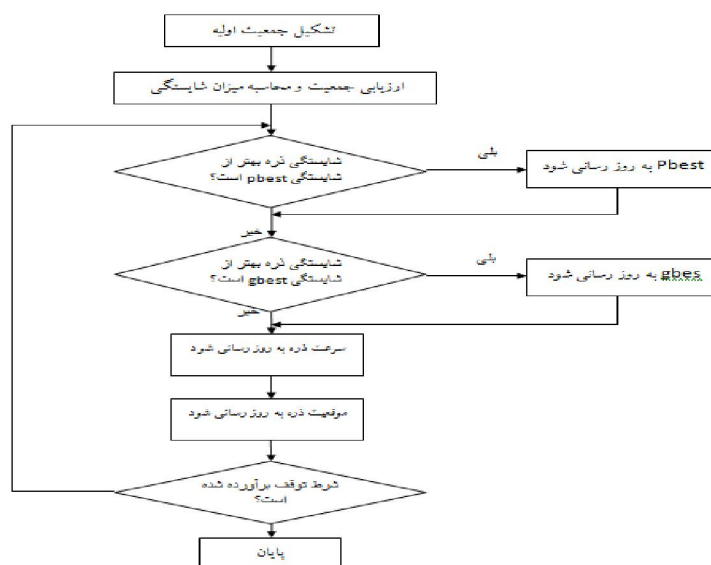 تشکیل جمعیت اولیه
ارزیابی جمعیت و محاسبه میزان شایستگی
شایستگی ذره بهتر از
شایستگی pbest است؟
بلی
Pbest به روز رسانی شود
خیر
شایستگی ذره بهتر از
شایستگی gbest است؟
بلی
gbes به روز رسانی شود
خیر
سرعت ذره به روز رسانی شود
موقعیت ذره به روز رسانی شود
شرط توقف برآورده شده
است؟
پایان